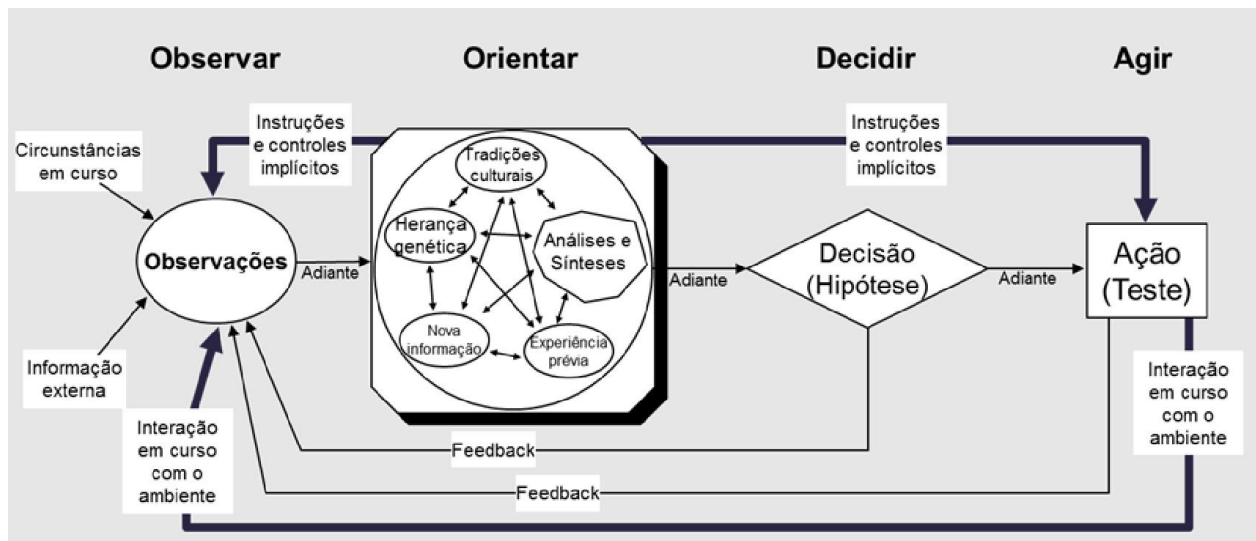 Observar
Orientar
Decidir
Agir
Circunstâncias
em curso
Instruções
e controles
implícitos
Tradições
culturais
Instruções
e controles
implícitos
Herança
genética
Análises e
Sínteses
Observações
Adiante
Adiante
Decisão
(Hipótese)
Adiante
Ação
(Teste)
Nova
informação
Experiência
prévia
Informação
externa
Interação
em curso
com o
ambiente
Interação
em curso
com o
ambiente
Feedback
Feedback